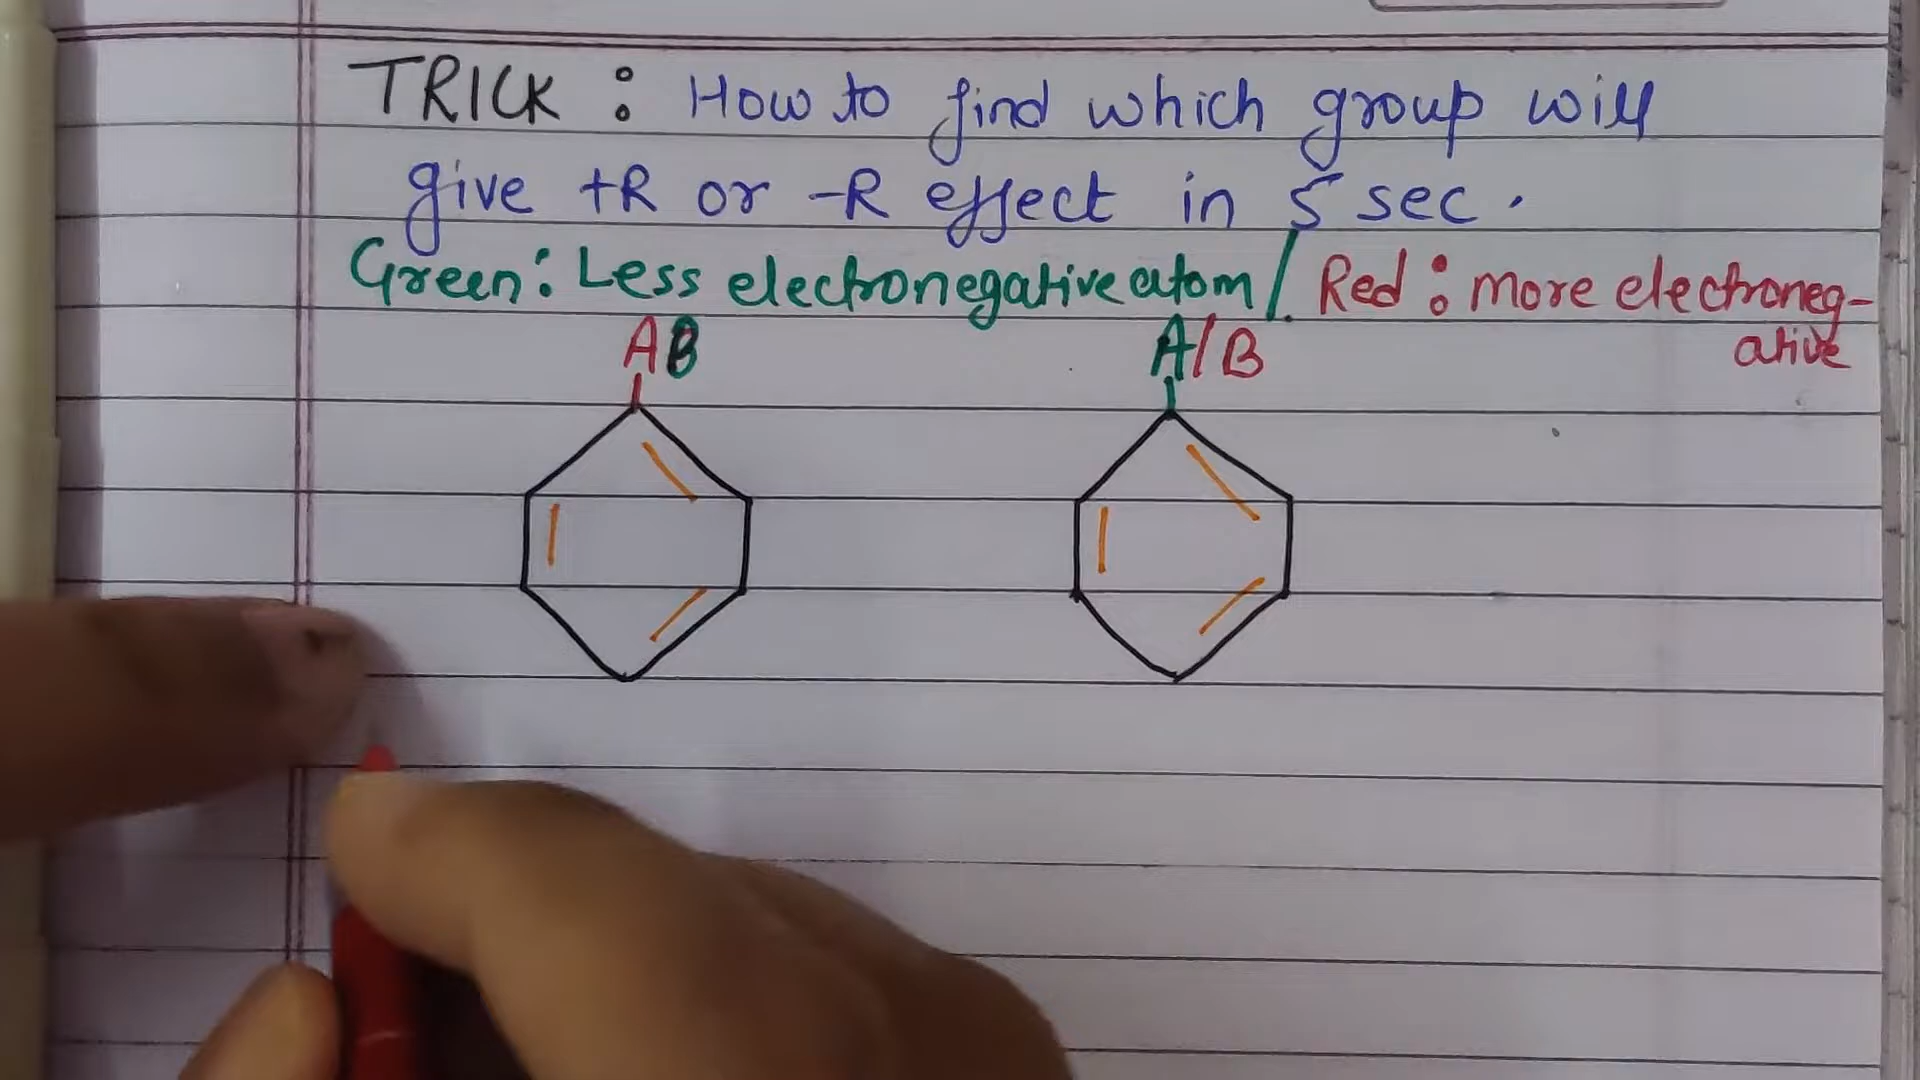 TRICK : How to find which group will
give +R or -R effect in 5 sec.
Green: Less electronegative atom / Red : more electroneg-
ative
AB
A/B